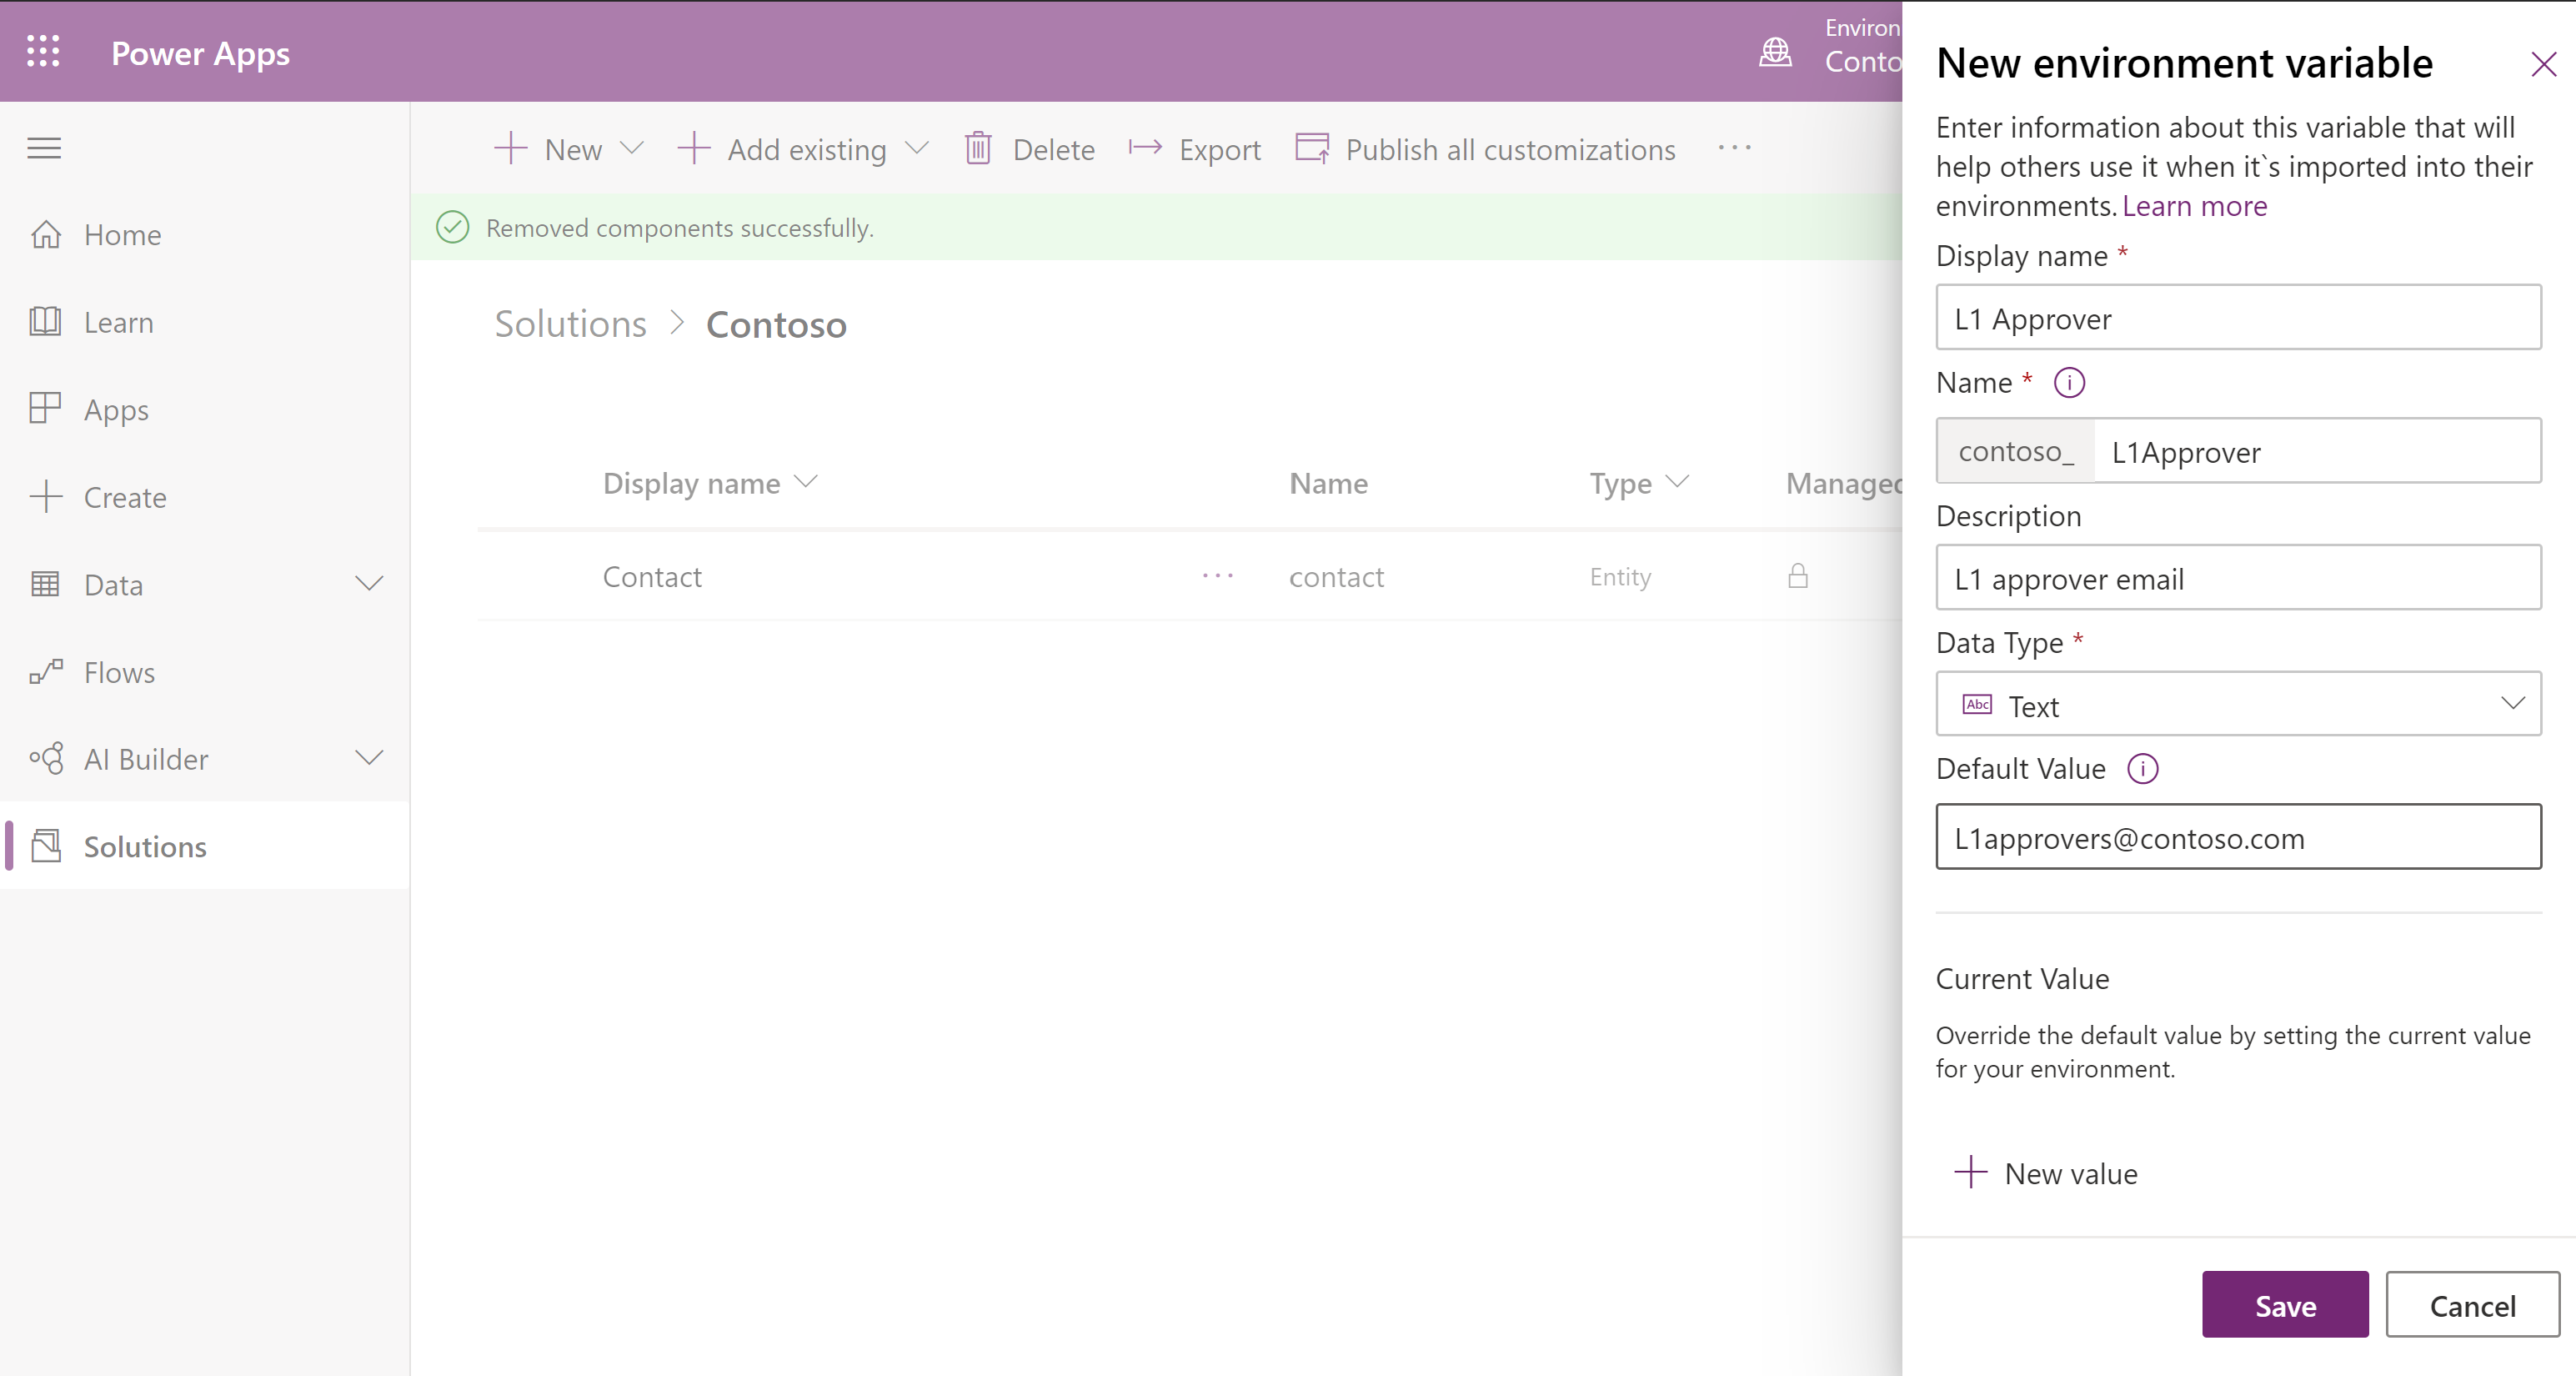 Power Apps
Environ
Conto
Home
Learn
Apps
Create
Data
Flows
AI Builder
Solutions
New
Add existing
Delete
Export
Publish all customizations
Removed components successfully.
Solutions > Contoso
Display name Name Type Managed
Contact ... contact Entity
New environment variable
Enter information about this variable that will
help others use it when it`s imported into their
environments. Learn more
Display name *
L1 Approver
Name *
contoso_ L1Approver
Description
L1 approver email
Data Type *
Abc Text
Default Value
L1approvers@contoso.com
Current Value
Override the default value by setting the current value
for your environment.
New value
Save Cancel